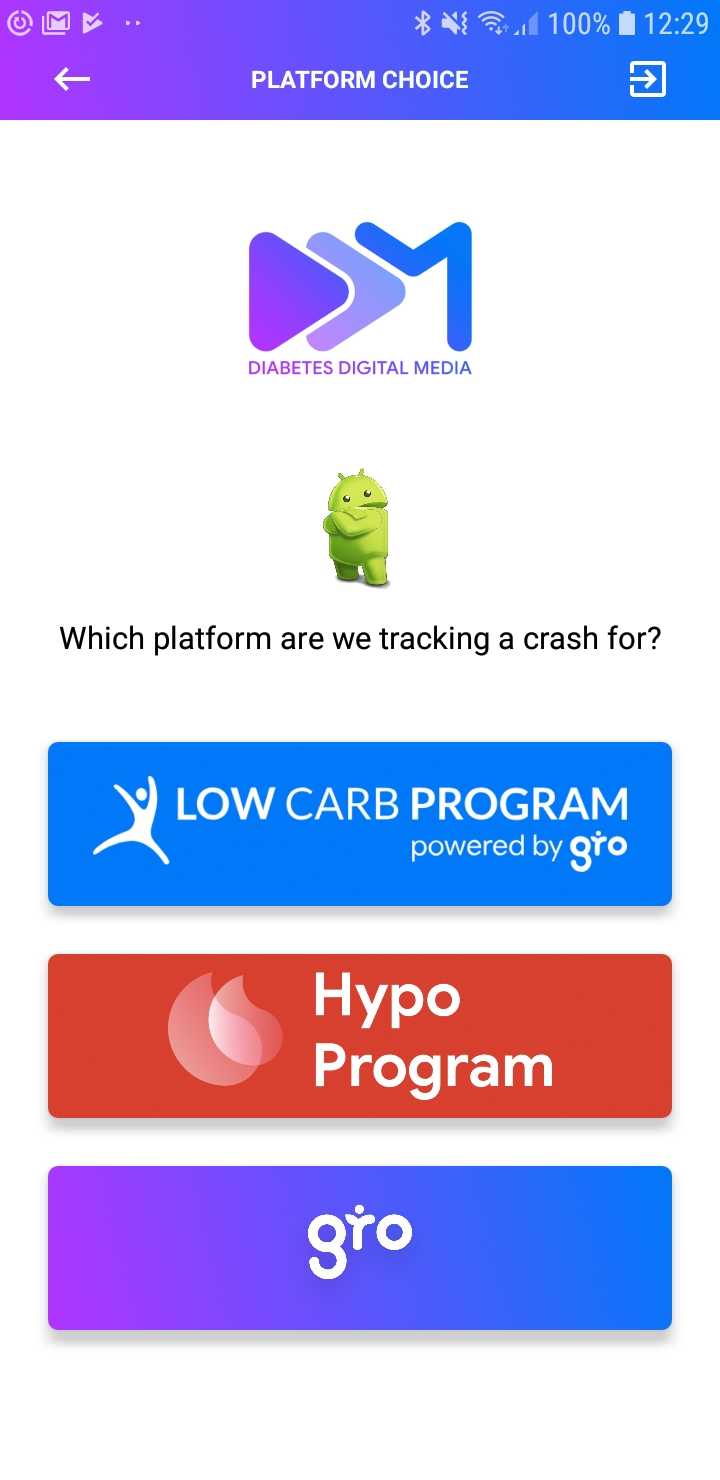 100% 12:29
PLATFORM CHOICE
DIABETES DIGITAL MEDIA
Which platform are we tracking a crash for?
LOW CARB PROGRAM
powered by gro
Hypo
Program
gro